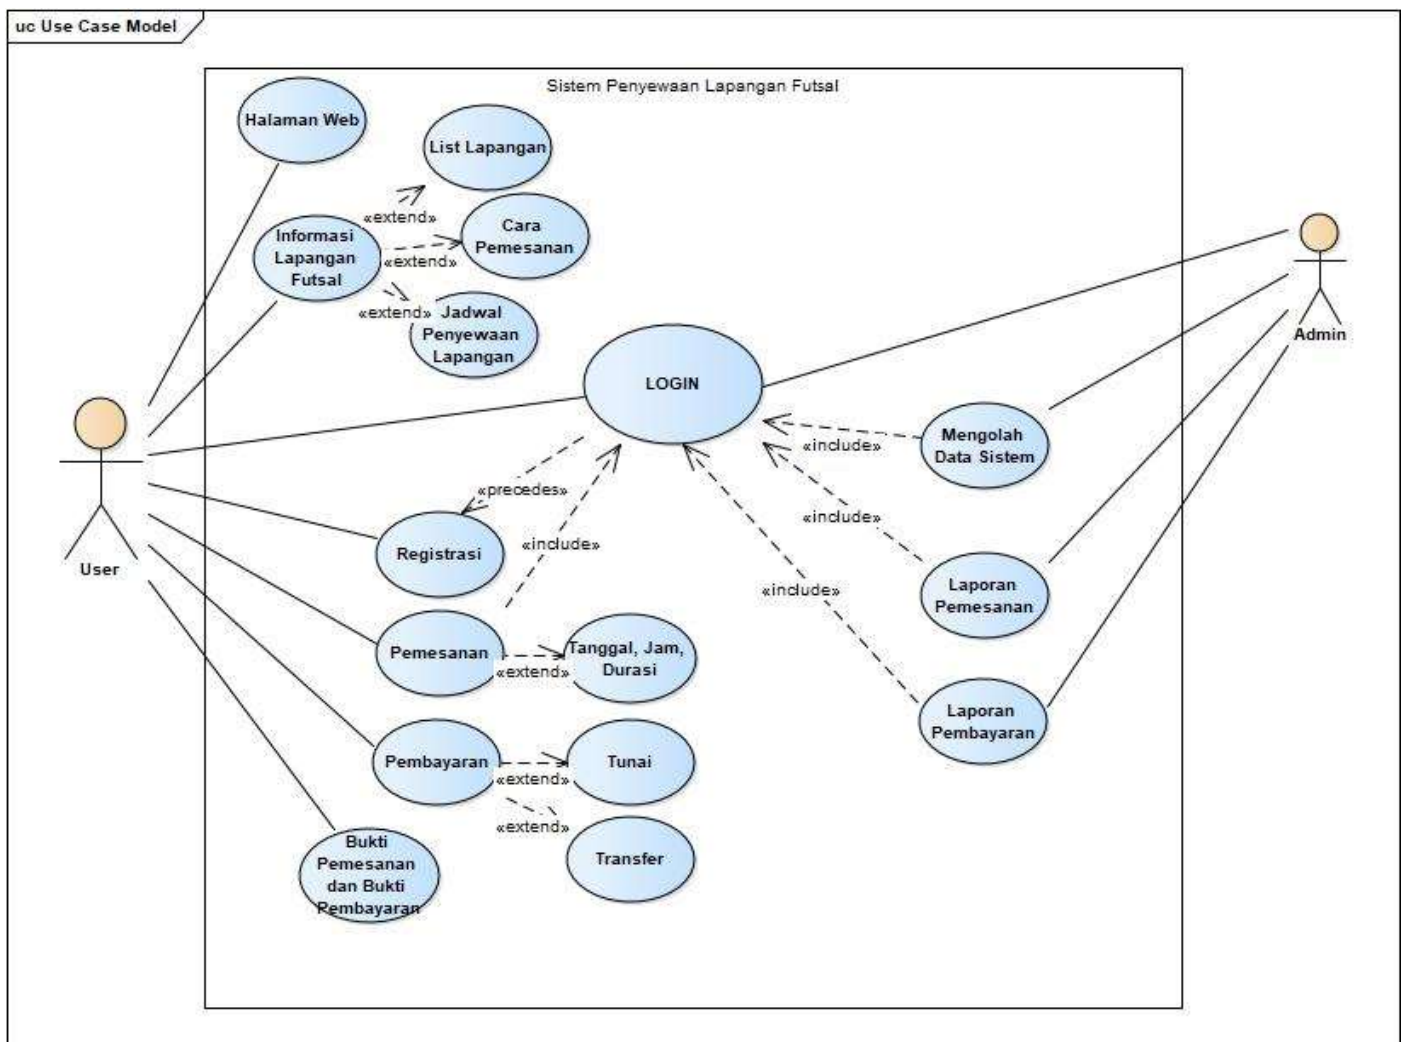 uc Use Case Model
Sistem Penyewaan Lapangan Futsal
Halaman Web
List Lapangan
«extend»
Cara
Pemesanan
Informasi
Lapangan
Futsal
«extend»
«extend»
Jadwal
Penyewaan
Lapangan
Admin
LOGIN
Mengolah
Data Sistem
«include»
«precedes»
«include»
«include»
Registrasi
User
Laporan
Pemesanan
«include»
Pemesanan
Tanggal, Jam,
Durasi
«extend»
Laporan
Pembayaran
Pembayaran
Tunai
«extend»
«extend»
Transfer
Bukti
Pemesanan
dan Bukti
Pembayaran